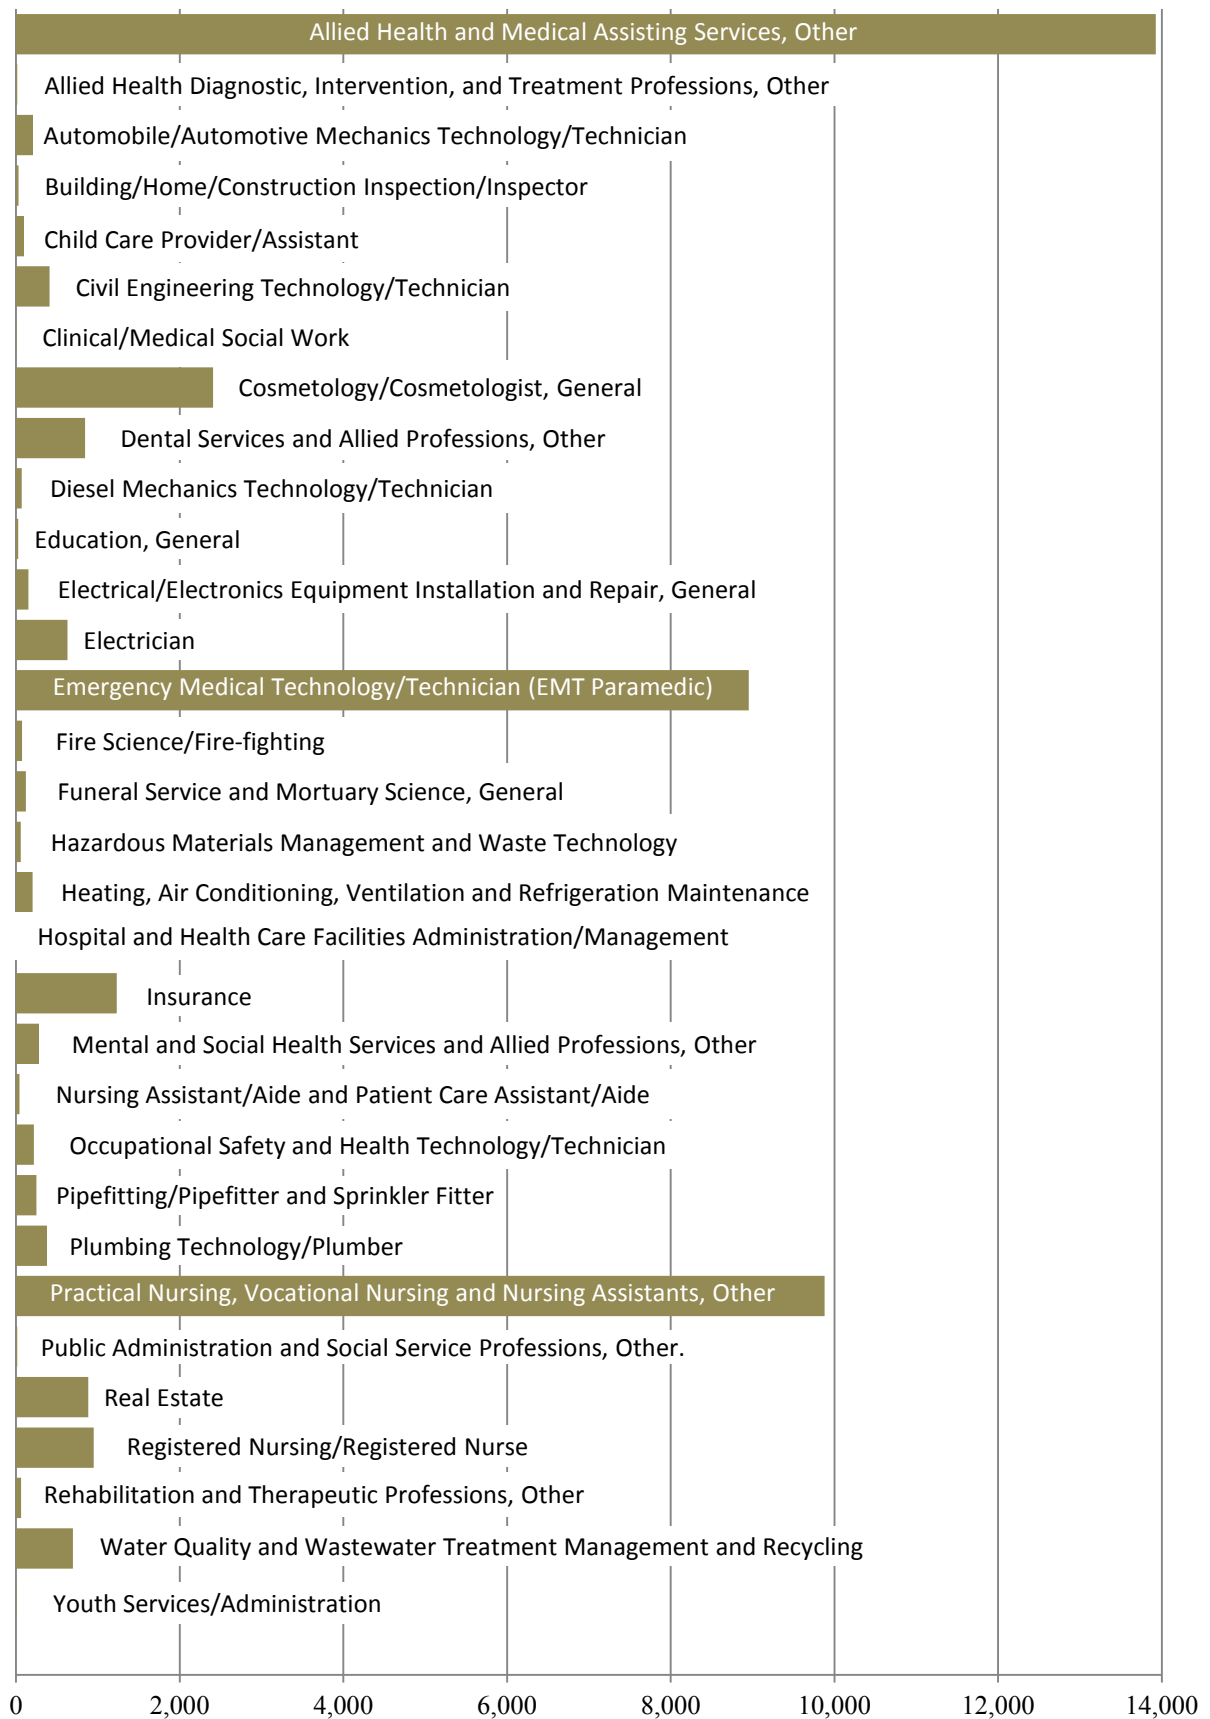 Allied Health and Medical Assisting Services, Other
Allied Health Diagnostic, Intervention, and Treatment Professions, Other
Automobile/Automotive Mechanics Technology/Technician
Building/Home/Construction Inspection/Inspector
Child Care Provider/Assistant
Civil Engineering Technology/Technician
Clinical/Medical Social Work
Cosmetology/Cosmetologist, General
Dental Services and Allied Professions, Other
Diesel Mechanics Technology/Technician
Education, General
Electrical/Electronics Equipment Installation and Repair, General
Electrician
Emergency Medical Technology/Technician (EMT Paramedic)
Fire Science/Fire-fighting
Funeral Service and Mortuary Science, General
Hazardous Materials Management and Waste Technology
Heating, Air Conditioning, Ventilation and Refrigeration Maintenance
Hospital and Health Care Facilities Administration/Management
Insurance
Mental and Social Health Services and Allied Professions, Other
Nursing Assistant/Aide and Patient Care Assistant/Aide
Occupational Safety and Health Technology/Technician
Pipefitting/Pipefitter and Sprinkler Fitter
Plumbing Technology/Plumber
Practical Nursing, Vocational Nursing and Nursing Assistants, Other
Public Administration and Social Service Professions, Other.
Real Estate
Registered Nursing/Registered Nurse
Rehabilitation and Therapeutic Professions, Other
Water Quality and Wastewater Treatment Management and Recycling
Youth Services/Administration
0 2,000 4,000 6,000 8,000 10,000 12,000 14,000